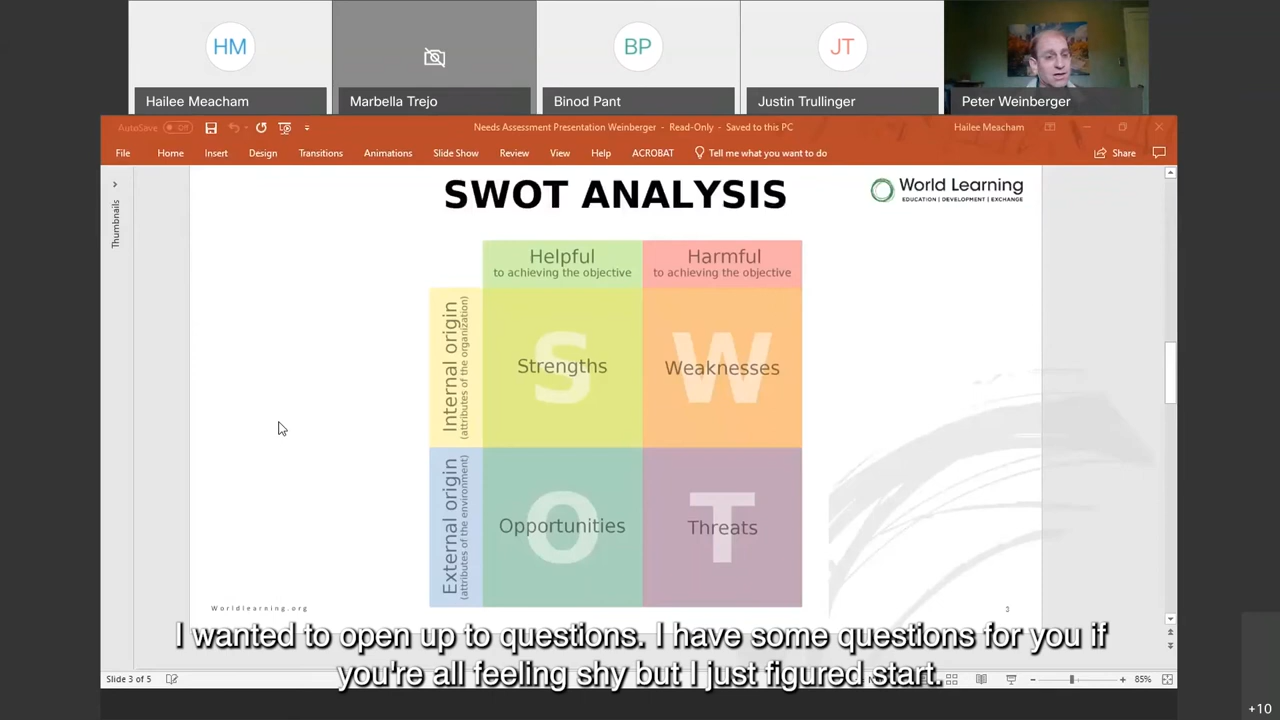 HM
BP
JT
Hailee Meacham
Marbella Trejo
Binod Pant
Justin Trullinger
Peter Weinberger
AutoSave Off
Needs Assessment Presentation Weinberger - Read-Only - Saved to this PC
Hailee Meacham
File Home Insert Design Transitions Animations Slide Show Review View Help ACROBAT Tell me what you want to do Share
Thumbnails
SWOT ANALYSIS
World Learning
EDUCATION | DEVELOPMENT | EXCHANGE
Helpful
to achieving the objective
Harmful
to achieving the objective
Internal origin
(attributes of the organization)
S
Strengths
W
Weaknesses
External origin
(attributes of the environment)
O
Opportunities
T
Threats
Worldlearning.org
3
I wanted to open up to questions. I have some questions for you if
you're all feeling shy but I just figured start.
Slide 3 of 5
85%
+10